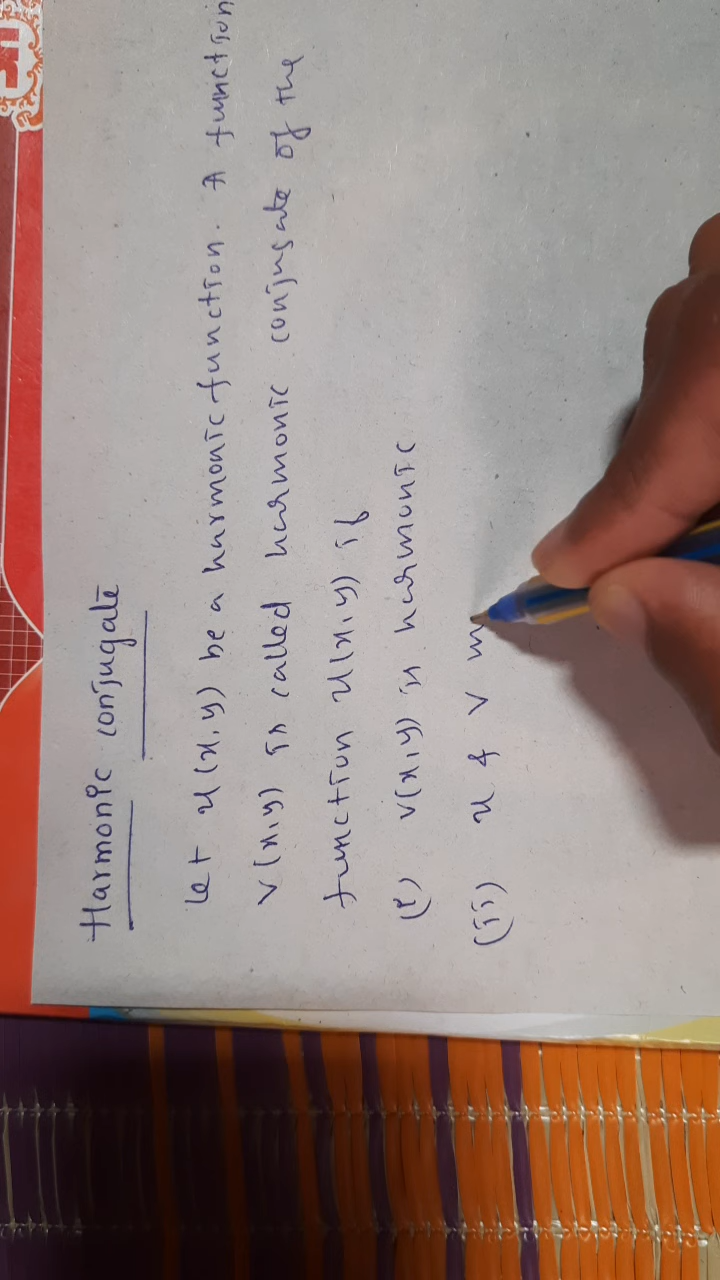 Harmonic conjugate
Let u(x,y) be a harmonic function. A function
v(x,y) is called harmonic conjugate of the
function u(x,y) if
(i) v(x,y) is harmonic
(ii) u & v m